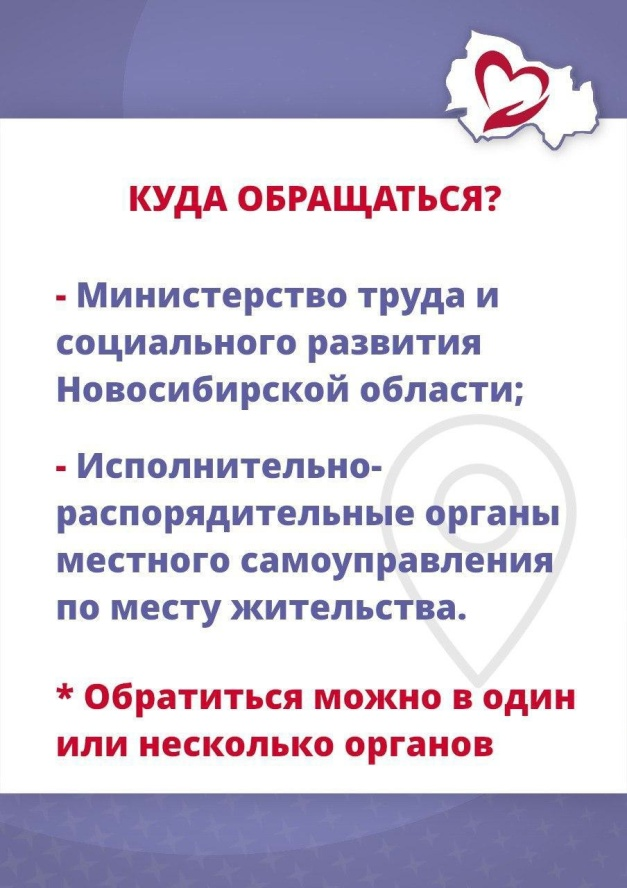 КУДА ОБРАЩАТЬСЯ?
- Министерство труда и
социального развития
Новосибирской области;
- Исполнительно-
распорядительные органы
местного самоуправления
по месту жительства.
* Обратиться можно в один
или несколько органов